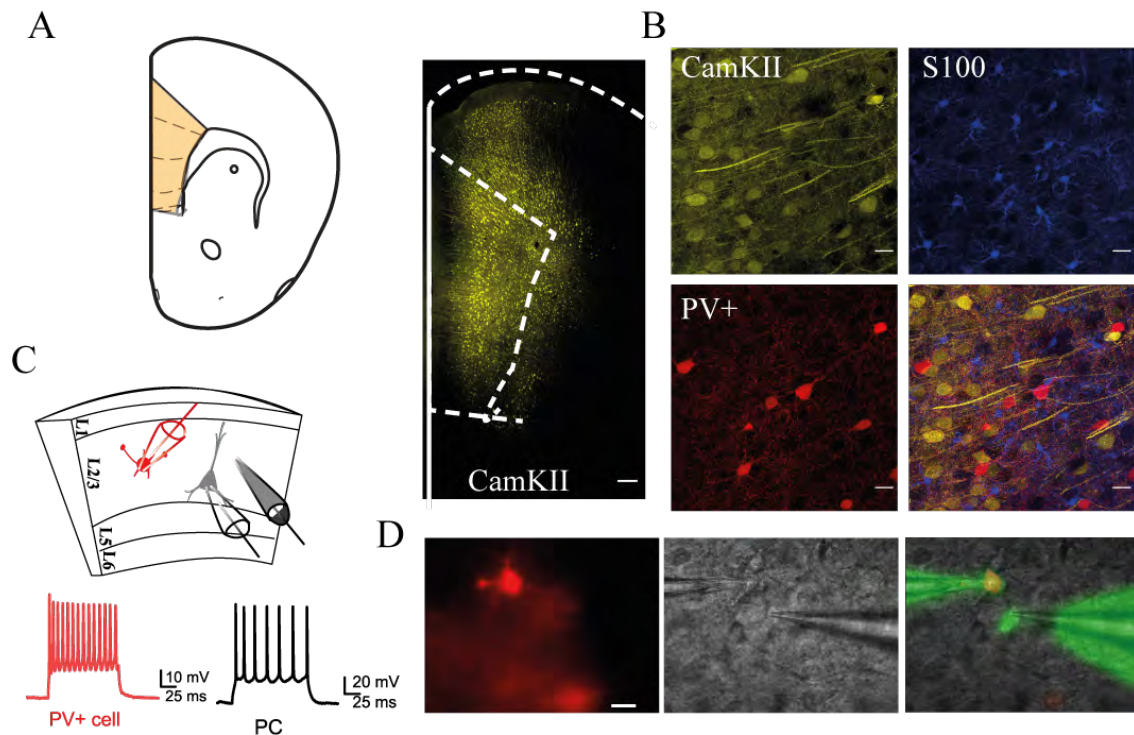 A
CamKII
B
CamKII
S100
PV+
C
L1
L2/3
L5
L6
10 mV
25 ms
PV+ cell
20 mV
25 ms
PC
D